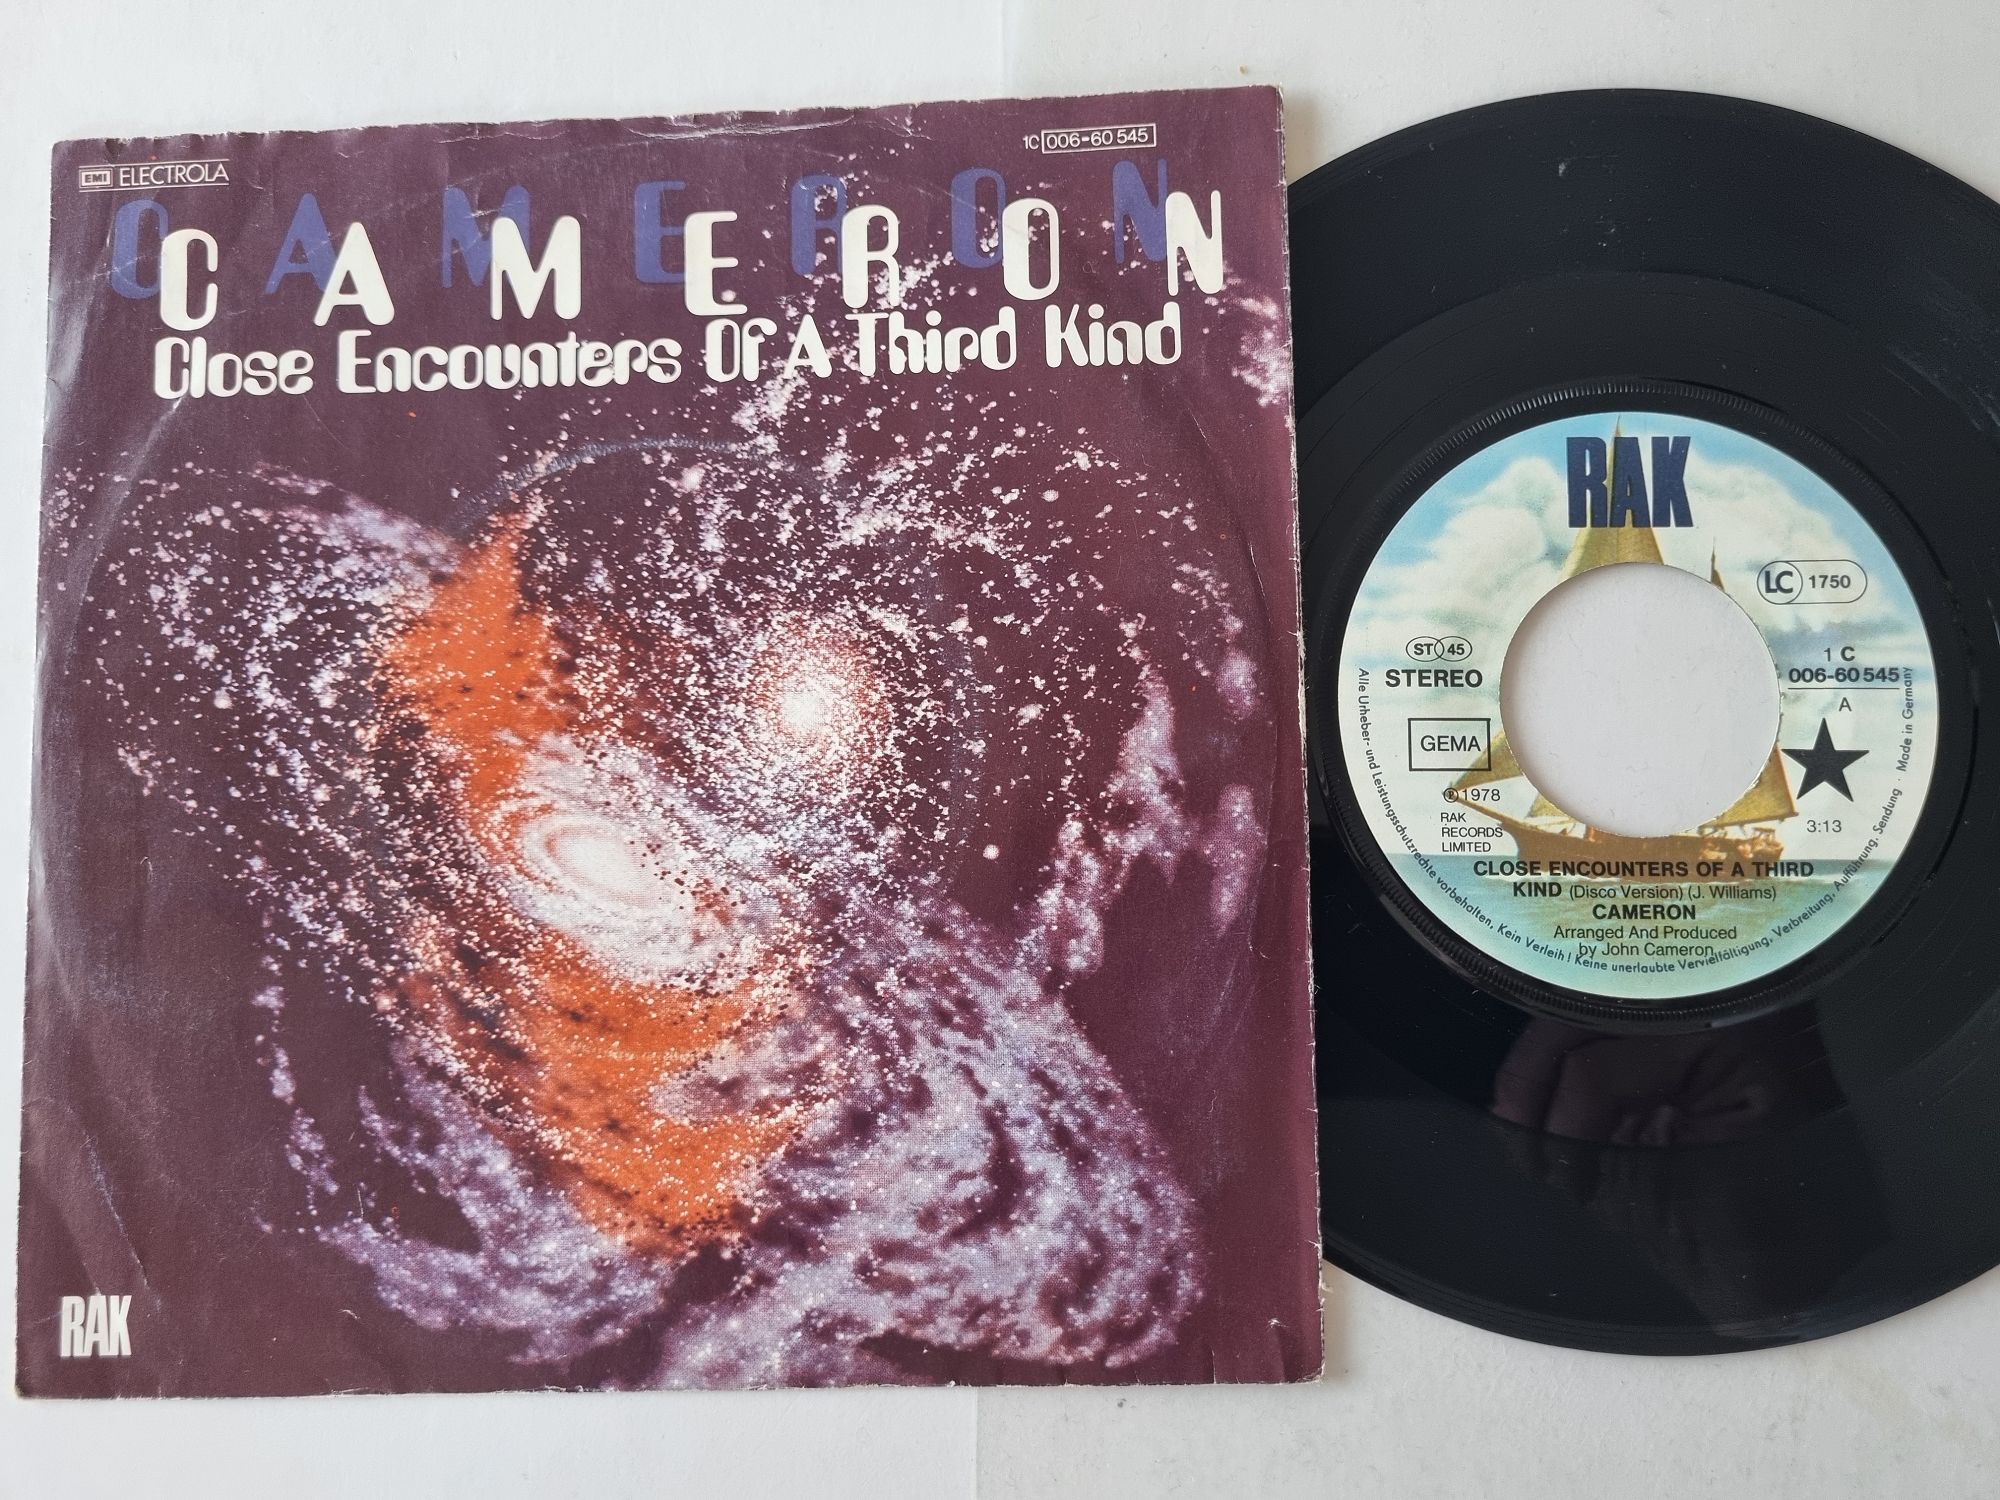 EMI ELECTROLA
1C 006-60 545
CAMERON
CAMERON
Close Encounters Of A Third Kind
RAK
RAK
LC 1750
ST 45
STEREO
1 C
006-60 545
A
GEMA
℗ 1978
RAK
RECORDS
LIMITED
3:13
CLOSE ENCOUNTERS OF A THIRD
KIND (Disco Version) (J. Williams)
CAMERON
Arranged And Produced
by John Cameron
Alle Urheber- und Leistungsschutzrechte vorbehalten, Kein Verleih! Keine unerlaubte Vervielfältigung, Verbreitung, Aufführung, Sendung · Made in Germany